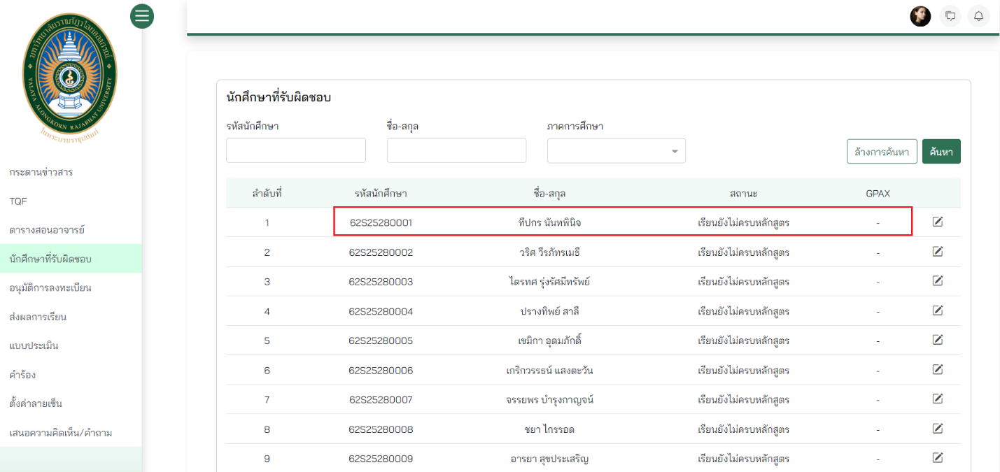 มหาวิทยาลัยราชภัฏวไลยอลงกรณ์
VALAYA ALONGKORN RAJABHAT UNIVERSITY
ในพระบรมราชูปถัมภ์
กระดานข่าวสาร
TQF
ตารางสอนอาจารย์
นักศึกษาที่รับผิดชอบ
อนุมัติการลงทะเบียน
ส่งผลการเรียน
แบบประเมิน
คำร้อง
ตั้งค่าลายเซ็น
เสนอความคิดเห็น/คำถาม
นักศึกษาที่รับผิดชอบ
รหัสนักศึกษา ชื่อ-สกุล ภาคการศึกษา
ล้างการค้นหา ค้นหา
ลำดับที่ รหัสนักศึกษา ชื่อ-สกุล สถานะ GPAX
1 62S25280001 ทีปกร นันทพินิจ เรียนยังไม่ครบหลักสูตร -
2 62S25280002 วริศ วีรภัทรเมธี เรียนยังไม่ครบหลักสูตร -
3 62S25280003 ไตรทศ รุ่งรัศมีทรัพย์ เรียนยังไม่ครบหลักสูตร -
4 62S25280004 ปรางทิพย์ สาลี เรียนยังไม่ครบหลักสูตร -
5 62S25280005 เขมิกา อุดมภักดิ์ เรียนยังไม่ครบหลักสูตร -
6 62S25280006 เกริกวรรธน์ แสงตะวัน เรียนยังไม่ครบหลักสูตร -
7 62S25280007 จรรยพร บำรุงกาญจน์ เรียนยังไม่ครบหลักสูตร -
8 62S25280008 ชยา ไกรรอด เรียนยังไม่ครบหลักสูตร -
9 62S25280009 อารยา สุขประเสริญ เรียนยังไม่ครบหลักสูตร -